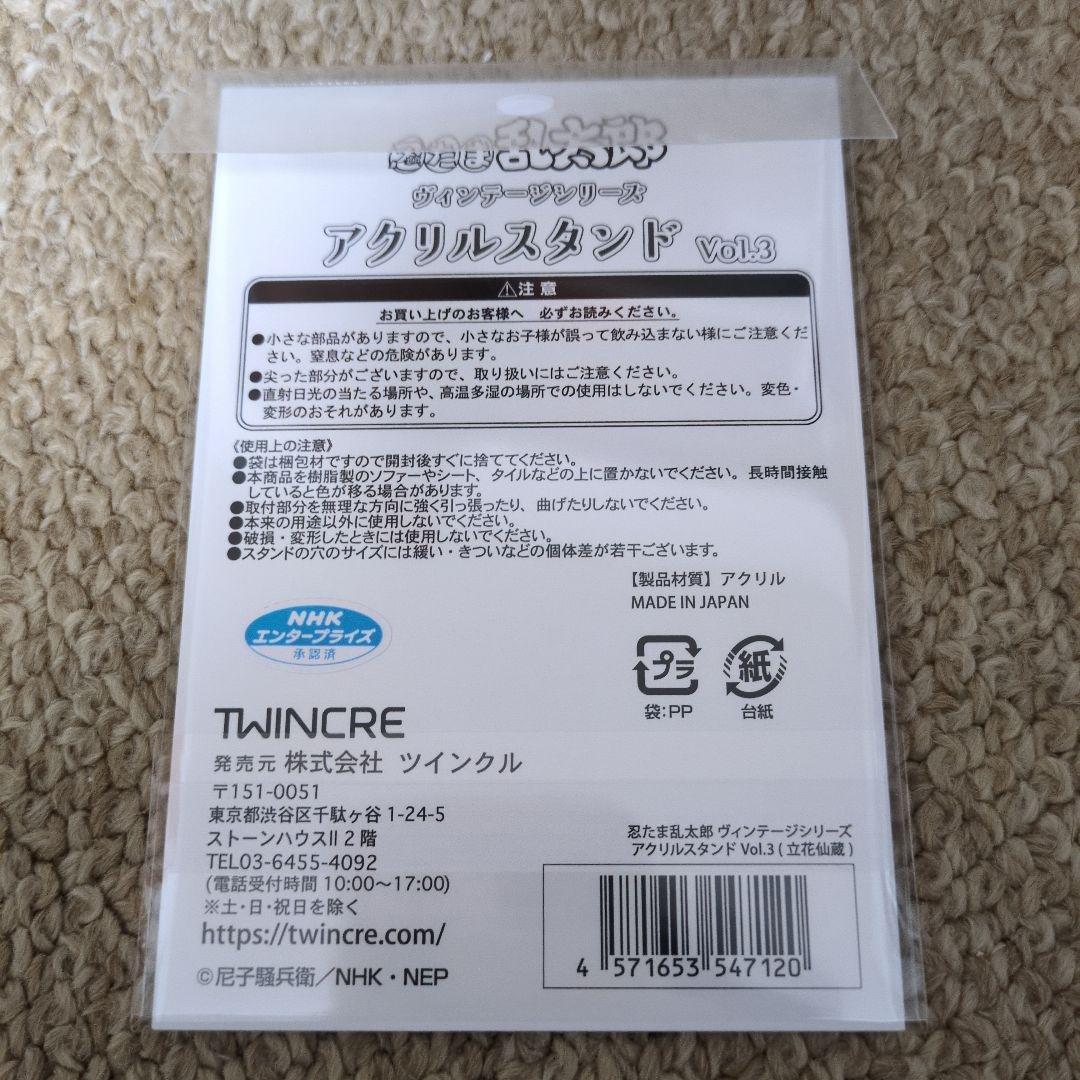 忍たま乱太郎
ヴィンテージシリーズ
アクリルスタンド Vol.3
⚠注意
お買い上げのお客様へ 必ずお読みください。
●小さな部品がありますので、小さなお子様が誤って飲み込まない様にご注意くだ
さい。窒息などの危険があります。
●尖った部分がございますので、取り扱いにはご注意ください。
●直射日光の当たる場所や、高温多湿の場所での使用はしないでください。変色・
変形のおそれがあります。
《使用上の注意》
●袋は梱包材ですので開封後すぐに捨ててください。
●本商品を樹脂製のソファーやシート、タイルなどの上に置かないでください。長時間接触
していると色が移る場合があります。
●取付部分を無理な方向に強く引っ張ったり、曲げたりしないでください。
●本来の用途以外に使用しないでください。
●破損・変形したときには使用しないでください。
●スタンドの穴のサイズには緩い・きついなどの個体差が若干ございます。
【製品材質】アクリル
MADE IN JAPAN
NHK
エンタープライズ
承認済
プラ
袋:PP
紙
台紙
TWINCRE
発売元 株式会社 ツインクル
〒151-0051
東京都渋谷区千駄ヶ谷1-24-5
ストーンハウスII 2階
TEL03-6455-4092
(電話受付時間 10:00〜17:00)
※土・日・祝日を除く
https://twincre.com/
©尼子騒兵衛/NHK・NEP
忍たま乱太郎 ヴィンテージシリーズ
アクリルスタンド Vol.3 (立花仙蔵)
4 571653 547120